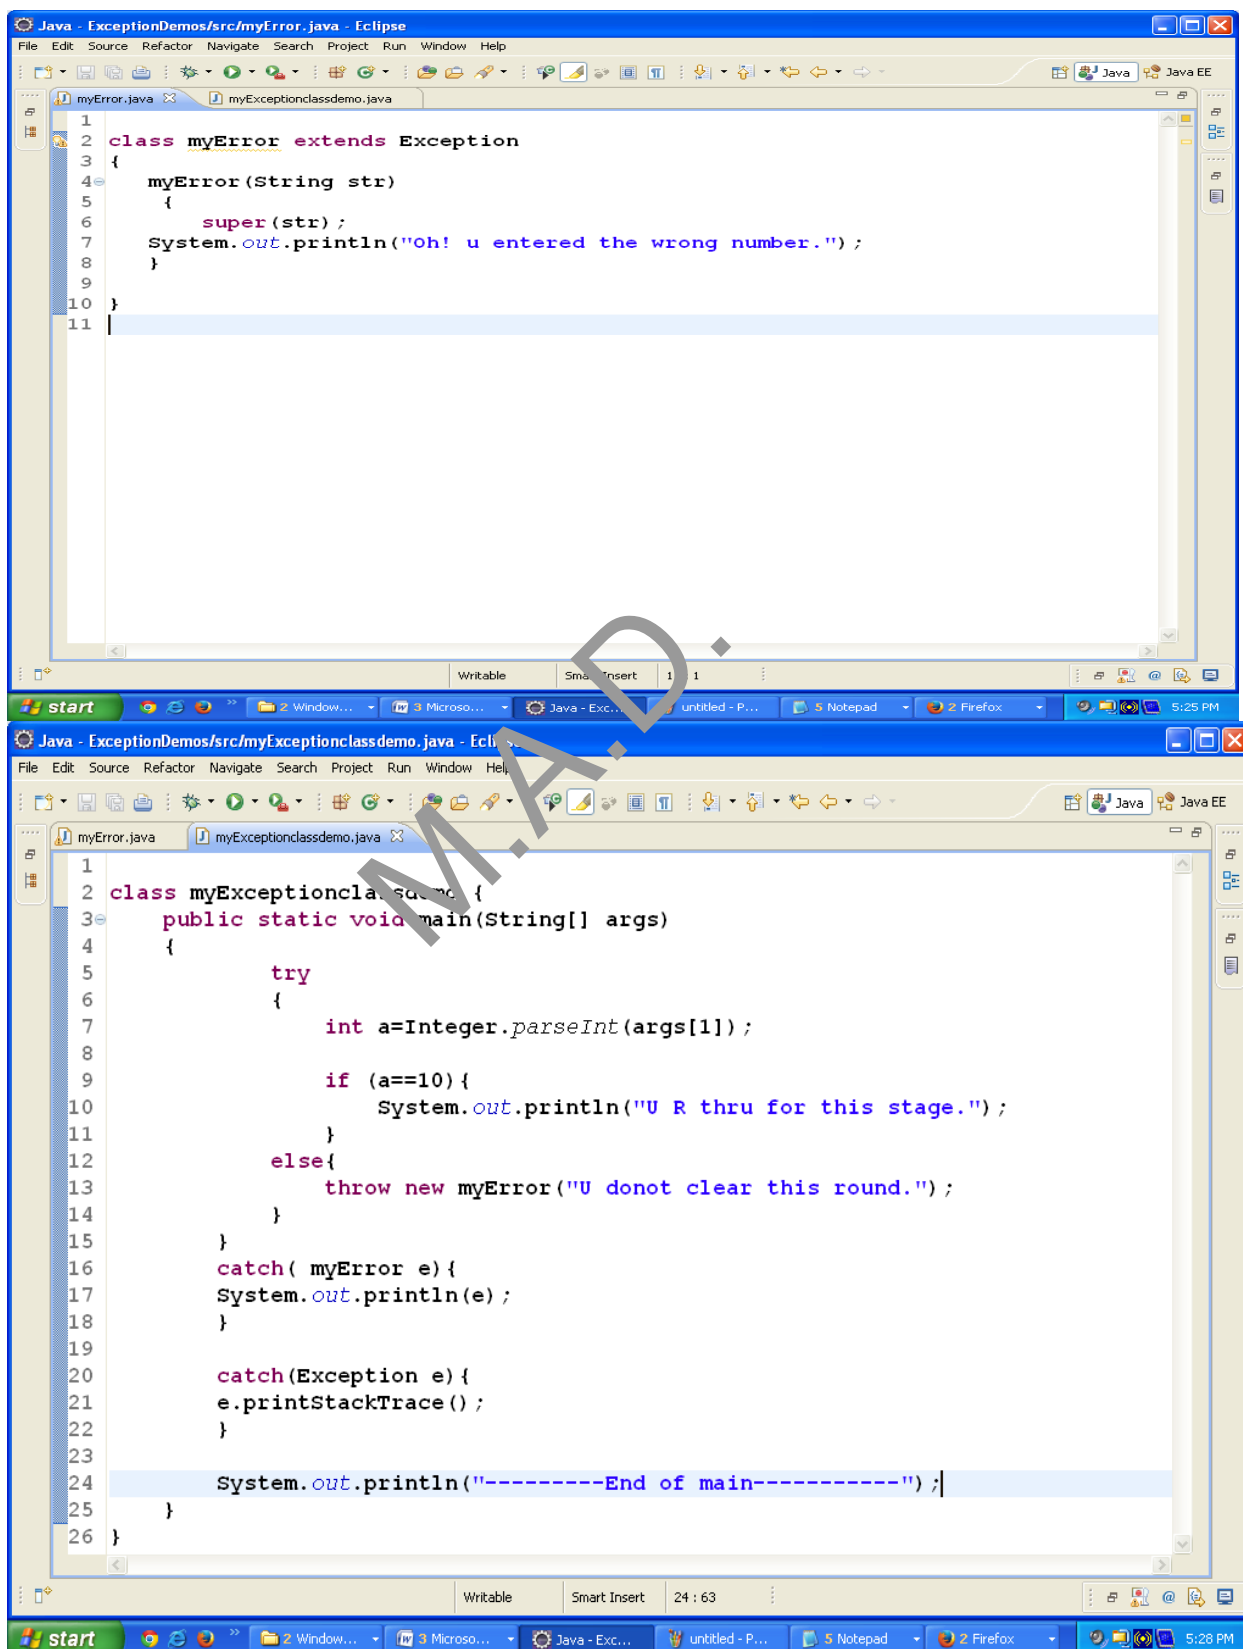 Java - ExceptionDemos/src/myError.java - Eclipse
File Edit Source Refactor Navigate Search Project Run Window Help
Java Java EE
myError.java myExceptionclassdemo.java
1
2 class myError extends Exception
3 {
4 myError(String str)
5 {
6 super(str);
7 System.out.println("Oh! u entered the wrong number.");
8 }
9
10 }
11
Writable Insert 1 1
start 2 Window... 3 Microso... Java - Exc... untitled - P... 5 Notepad 2 Firefox 5:25 PM
Java - ExceptionDemos/src/myExceptionclassdemo.java -
File Edit Source Refactor Navigate Search Project Run Window Help
Java Java EE
myError.java myExceptionclassdemo.java
1
2 class myExceptionclassdemo {
3 public static void main(String[] args)
4 {
5 try
6 {
7 int a=Integer.parseInt(args[1]);
8
9 if (a==10){
10 System.out.println("U R thru for this stage.");
11 }
12 else{
13 throw new myError("U donot clear this round.");
14 }
15 }
16 catch( myError e){
17 System.out.println(e);
18 }
19
20 catch(Exception e){
21 e.printStackTrace();
22 }
23
24 System.out.println("---------End of main-----------");
25 }
26 }
Writable Smart Insert 24 : 63
start 2 Window... 3 Microso... Java - Exc... untitled - P... 5 Notepad 2 Firefox 5:28 PM
M.A.D.